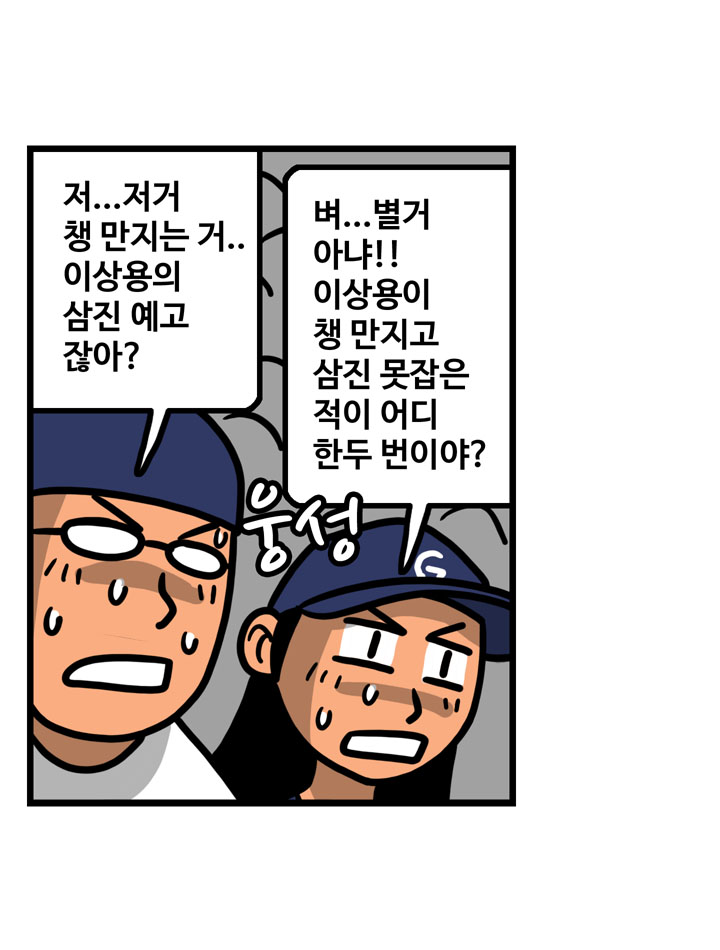 저...저거
챙 만지는 거..
이상용의
삼진 예고
잖아?
벼...별거
아냐!!
이상용이
챙 만지고
삼진 못잡은
적이 어디
한두 번이야?
웅성
G